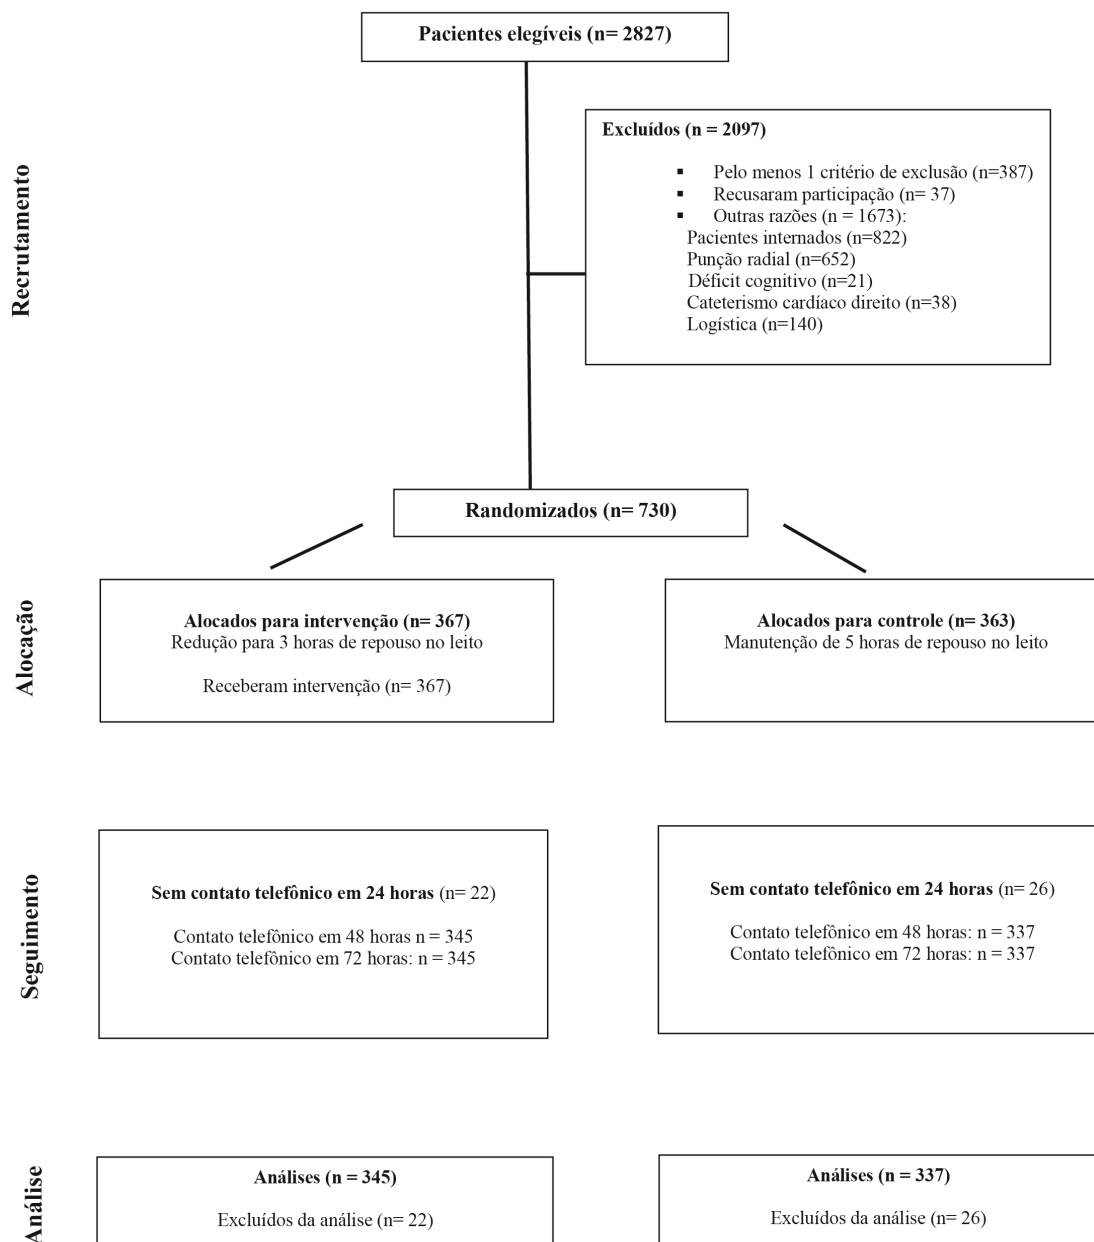 Pacientes elegíveis (n= 2827)
Recrutamento
Excluídos (n = 2097)
▪ Pelo menos 1 critério de exclusão (n=387)
▪ Recusaram participação (n= 37)
▪ Outras razões (n = 1673):
Pacientes internados (n=822)
Punção radial (n=652)
Déficit cognitivo (n=21)
Cateterismo cardíaco direito (n=38)
Logística (n=140)
Randomizados (n= 730)
Alocação
Alocados para intervenção (n= 367)
Redução para 3 horas de repouso no leito
Receberam intervenção (n= 367)
Alocados para controle (n= 363)
Manutenção de 5 horas de repouso no leito
Seguimento
Sem contato telefônico em 24 horas (n= 22)
Contato telefônico em 48 horas n = 345
Contato telefônico em 72 horas: n = 345
Sem contato telefônico em 24 horas (n= 26)
Contato telefônico em 48 horas: n = 337
Contato telefônico em 72 horas: n = 337
Análise
Análises (n = 345)
Excluídos da análise (n= 22)
Análises (n = 337)
Excluídos da análise (n= 26)